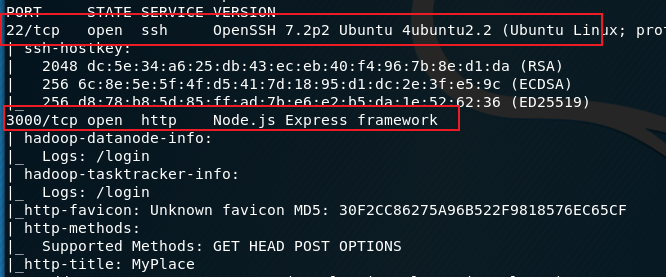 PORT STATE SERVICE VERSION
22/tcp open ssh OpenSSH 7.2p2 Ubuntu 4ubuntu2.2 (Ubuntu Linux; prot
| ssh-hostkey:
| 2048 dc:5e:34:a6:25:db:43:ec:eb:40:f4:96:7b:8e:d1:da (RSA)
| 256 6c:8e:5e:5f:4f:d5:41:7d:18:95:d1:dc:2e:3f:e5:9c (ECDSA)
|_ 256 d8:78:b8:5d:85:ff:ad:7b:e6:e2:b5:da:1e:52:62:36 (ED25519)
3000/tcp open http Node.js Express framework
| hadoop-datanode-info:
|_ Logs: /login
| hadoop-tasktracker-info:
|_ Logs: /login
|_http-favicon: Unknown favicon MD5: 30F2CC86275A96B522F9818576EC65CF
| http-methods:
|_ Supported Methods: GET HEAD POST OPTIONS
|_http-title: MyPlace